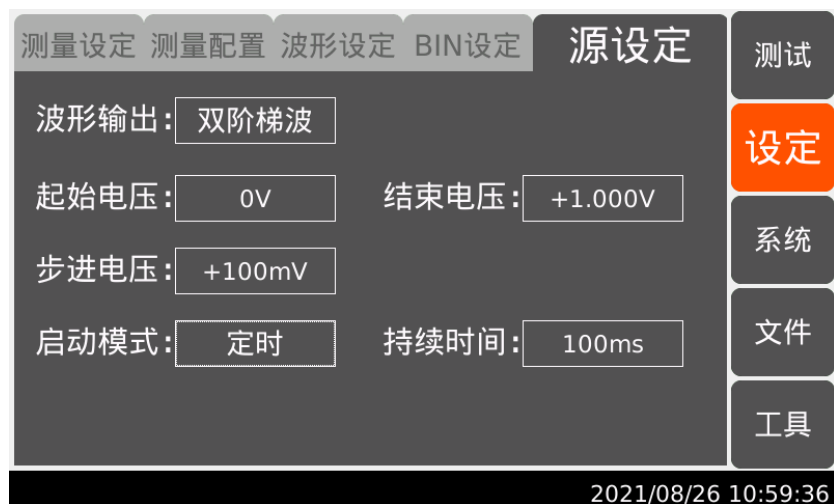 测量设定 测量配置 波形设定 BIN设定 源设定
波形输出: 双阶梯波
起始电压: 0V 结束电压: +1.000V
步进电压: +100mV
启动模式: 定时 持续时间: 100ms
测试
设定
系统
文件
工具
2021/08/26 10:59:36